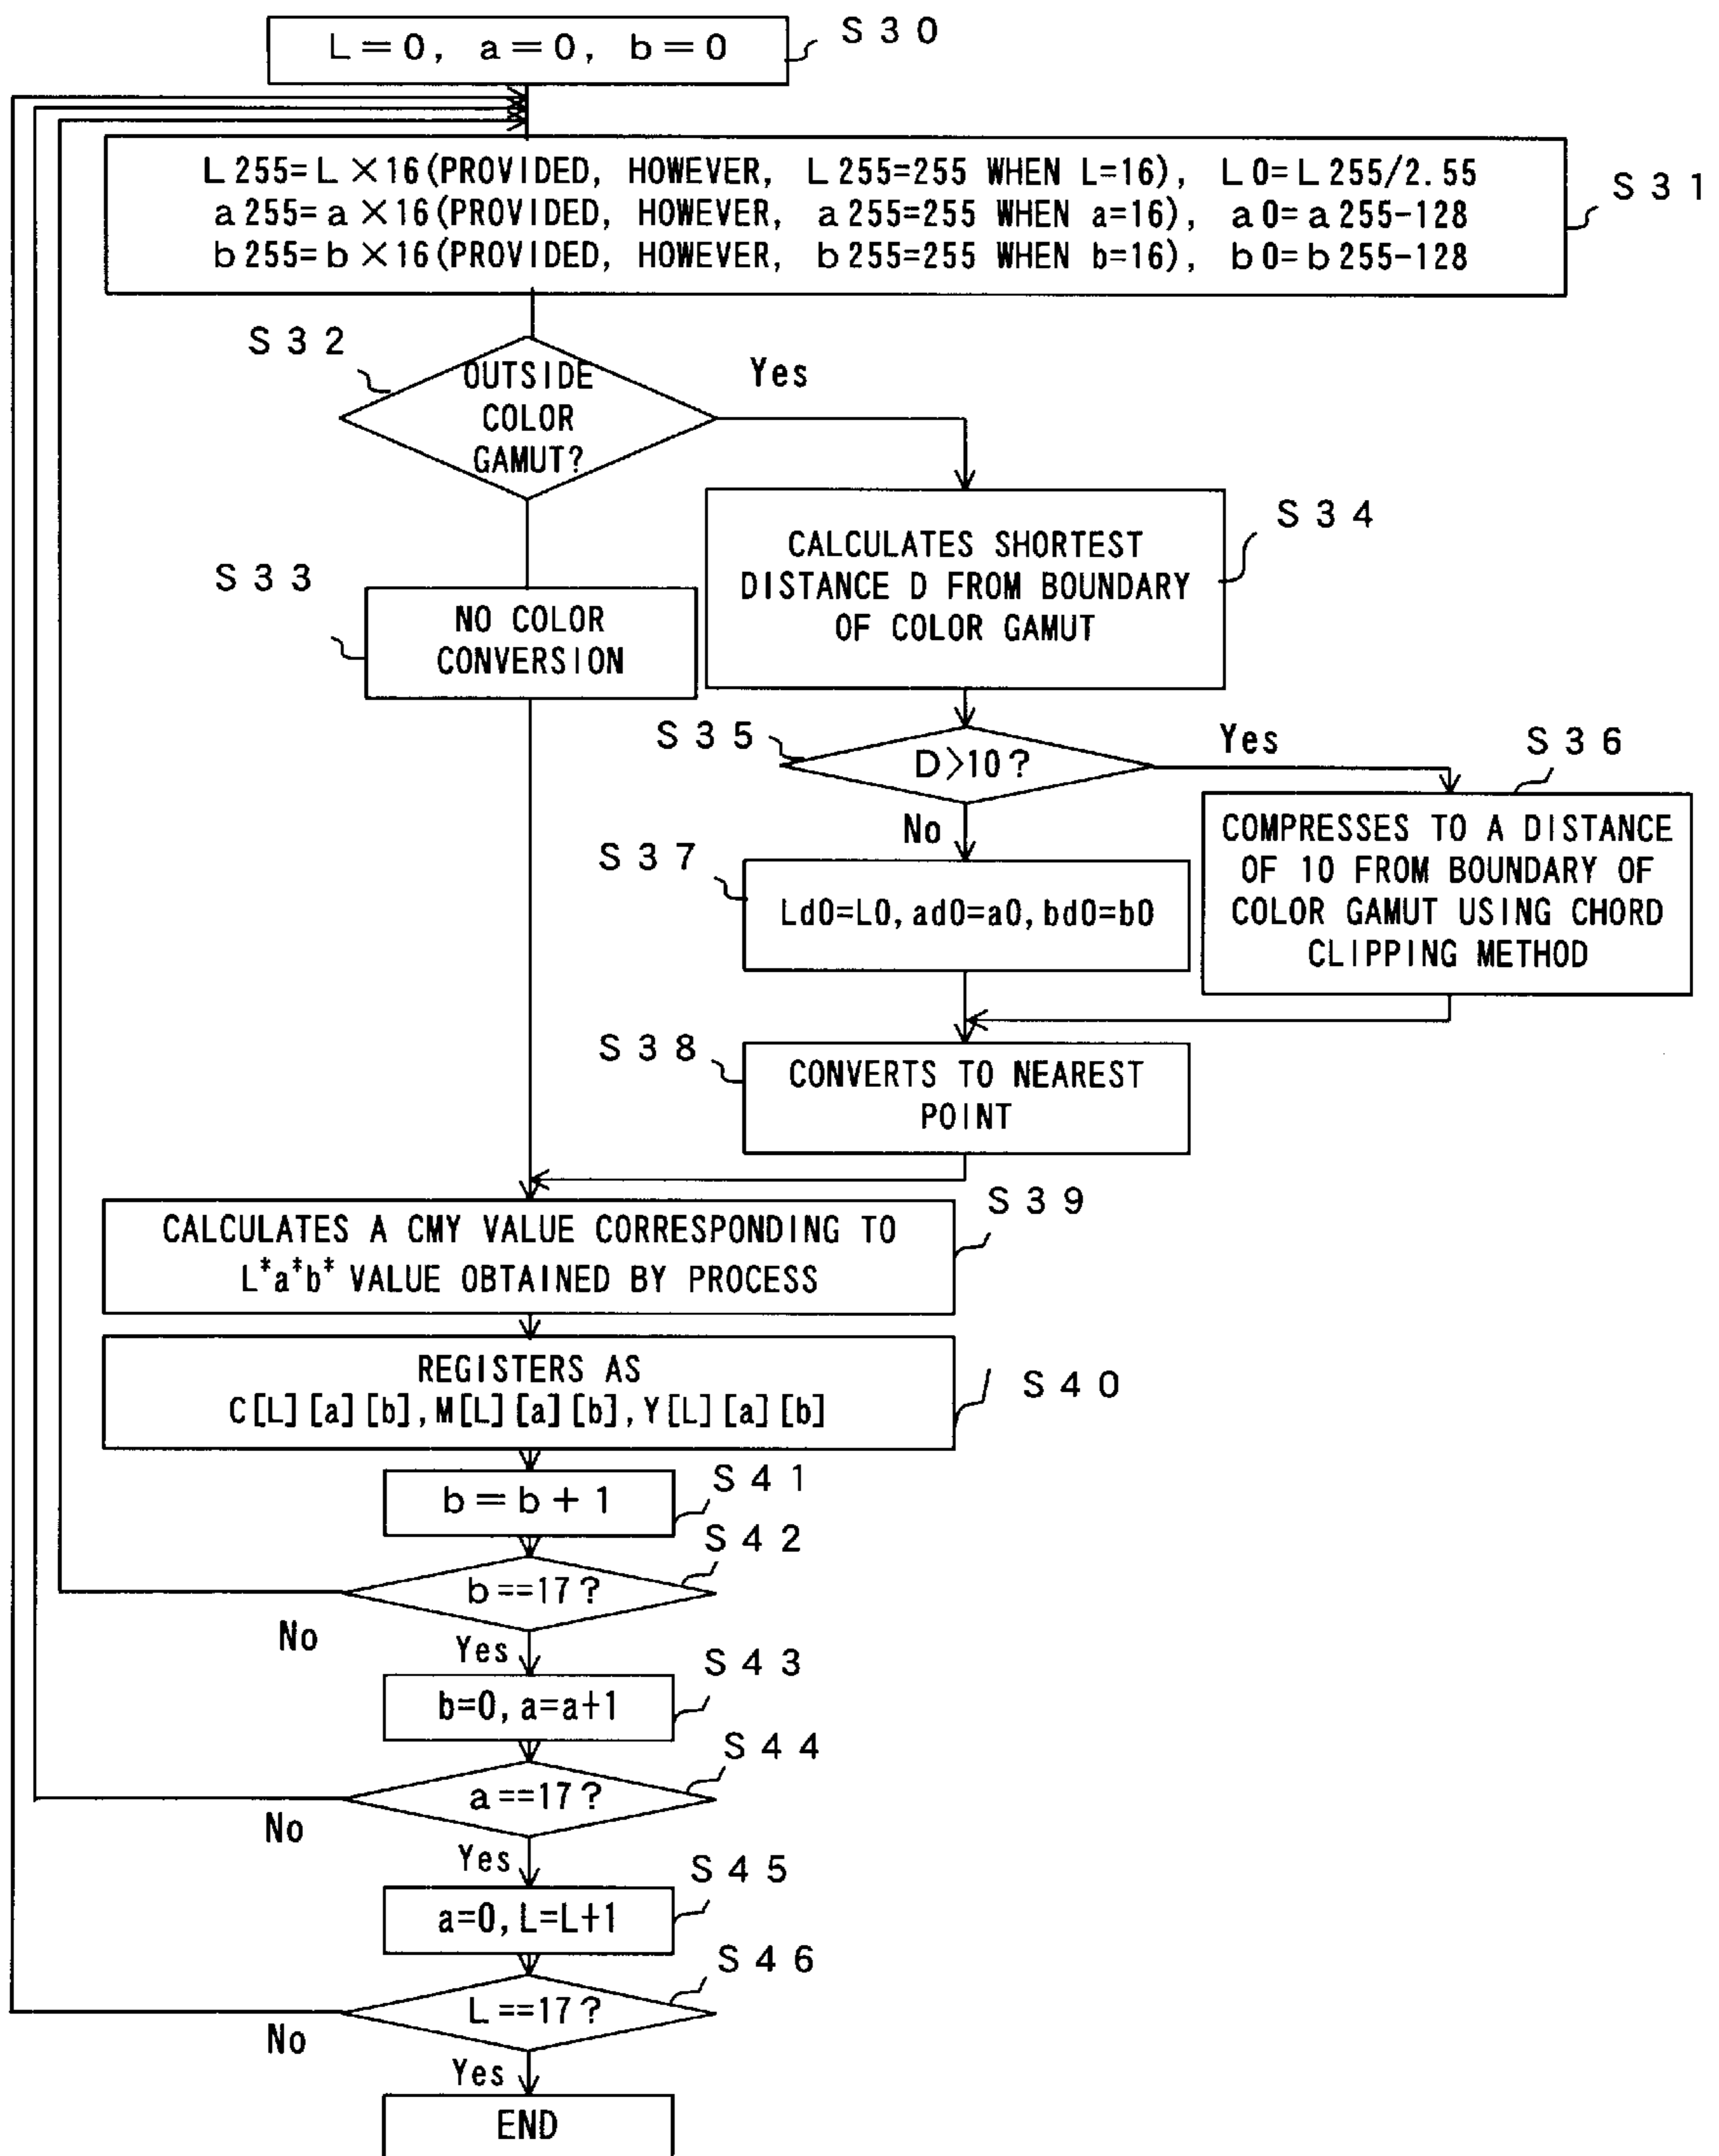 L=0, a=0, b=0
S30
L255=L×16(PROVIDED, HOWEVER, L255=255 WHEN L=16), L0=L255/2.55
a255=a×16(PROVIDED, HOWEVER, a255=255 WHEN a=16), a0=a255-128
b255=b×16(PROVIDED, HOWEVER, b255=255 WHEN b=16), b0=b255-128
S31
S32
OUTSIDE
COLOR
GAMUT?
Yes
S33
NO COLOR
CONVERSION
S34
CALCULATES SHORTEST
DISTANCE D FROM BOUNDARY
OF COLOR GAMUT
S35
D>10?
Yes
No
S36
COMPRESSES TO A DISTANCE
OF 10 FROM BOUNDARY OF
COLOR GAMUT USING CHORD
CLIPPING METHOD
S37
Ld0=L0, ad0=a0, bd0=b0
S38
CONVERTS TO NEAREST
POINT
S39
CALCULATES A CMY VALUE CORRESPONDING TO
L*a*b* VALUE OBTAINED BY PROCESS
REGISTERS AS
C[L][a][b], M[L][a][b], Y[L][a][b]
S40
b=b+1
S41
S42
b==17?
No
Yes
S43
b=0, a=a+1
S44
a==17?
No
Yes
S45
a=0, L=L+1
S46
L==17?
No
Yes
END